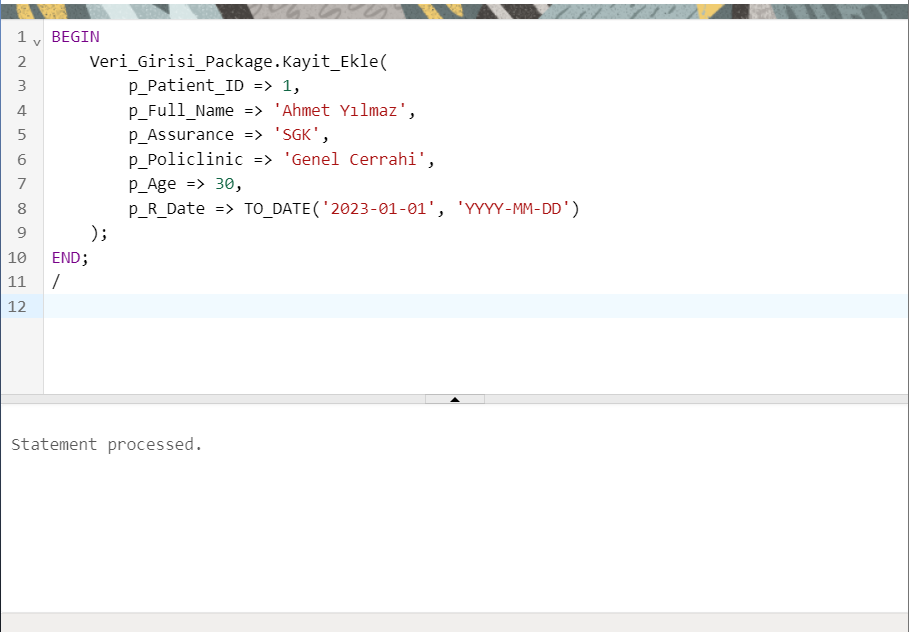 1 BEGIN
2 Veri_Girisi_Package.Kayit_Ekle(
3 p_Patient_ID => 1,
4 p_Full_Name => 'Ahmet Yılmaz',
5 p_Assurance => 'SGK',
6 p_Policlinic => 'Genel Cerrahi',
7 p_Age => 30,
8 p_R_Date => TO_DATE('2023-01-01', 'YYYY-MM-DD')
9 );
10 END;
11 /
12
Statement processed.